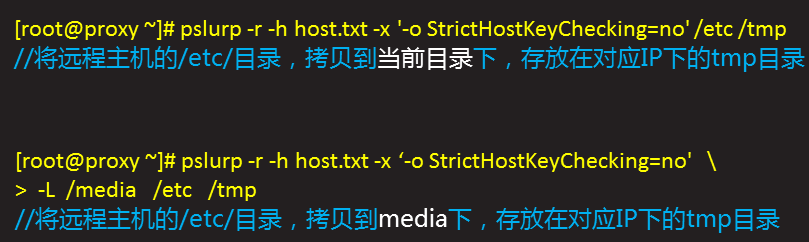 [root@proxy ~]# pslurp -r -h host.txt -x '-o StrictHostKeyChecking=no' /etc /tmp
//将远程主机的/etc/目录，拷贝到当前目录下，存放在对应IP下的tmp目录
[root@proxy ~]# pslurp -r -h host.txt -x ‘-o StrictHostKeyChecking=no' \
> -L /media /etc /tmp
//将远程主机的/etc/目录，拷贝到media下，存放在对应IP下的tmp目录